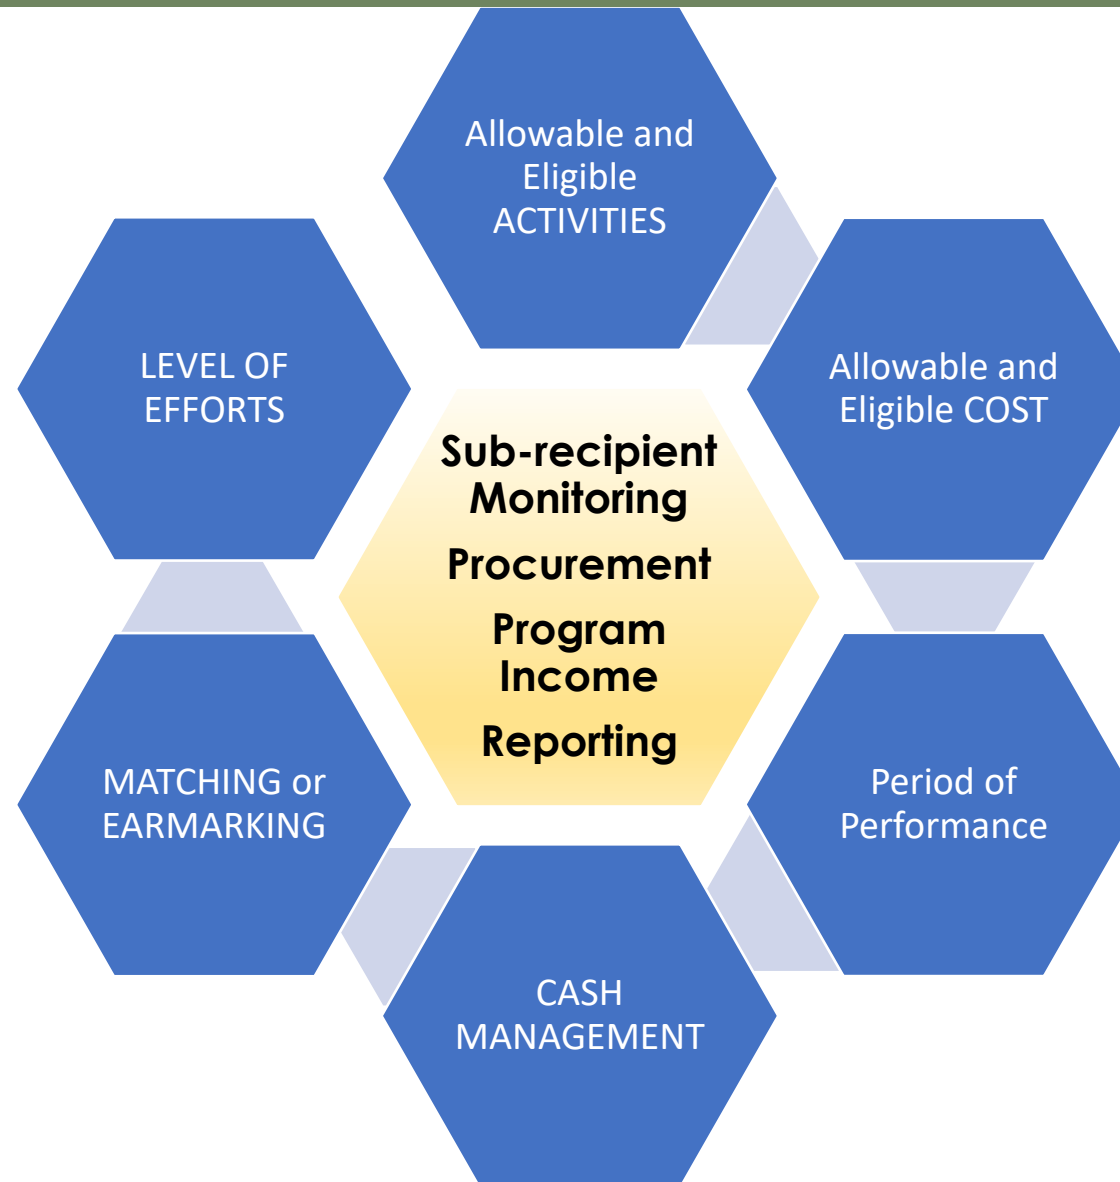 Allowable and
Eligible
ACTIVITIES
Allowable and
Eligible COST
Period of
Performance
CASH
MANAGEMENT
MATCHING or
EARMARKING
LEVEL OF
EFFORTS
Sub-recipient
Monitoring
Procurement
Program
Income
Reporting